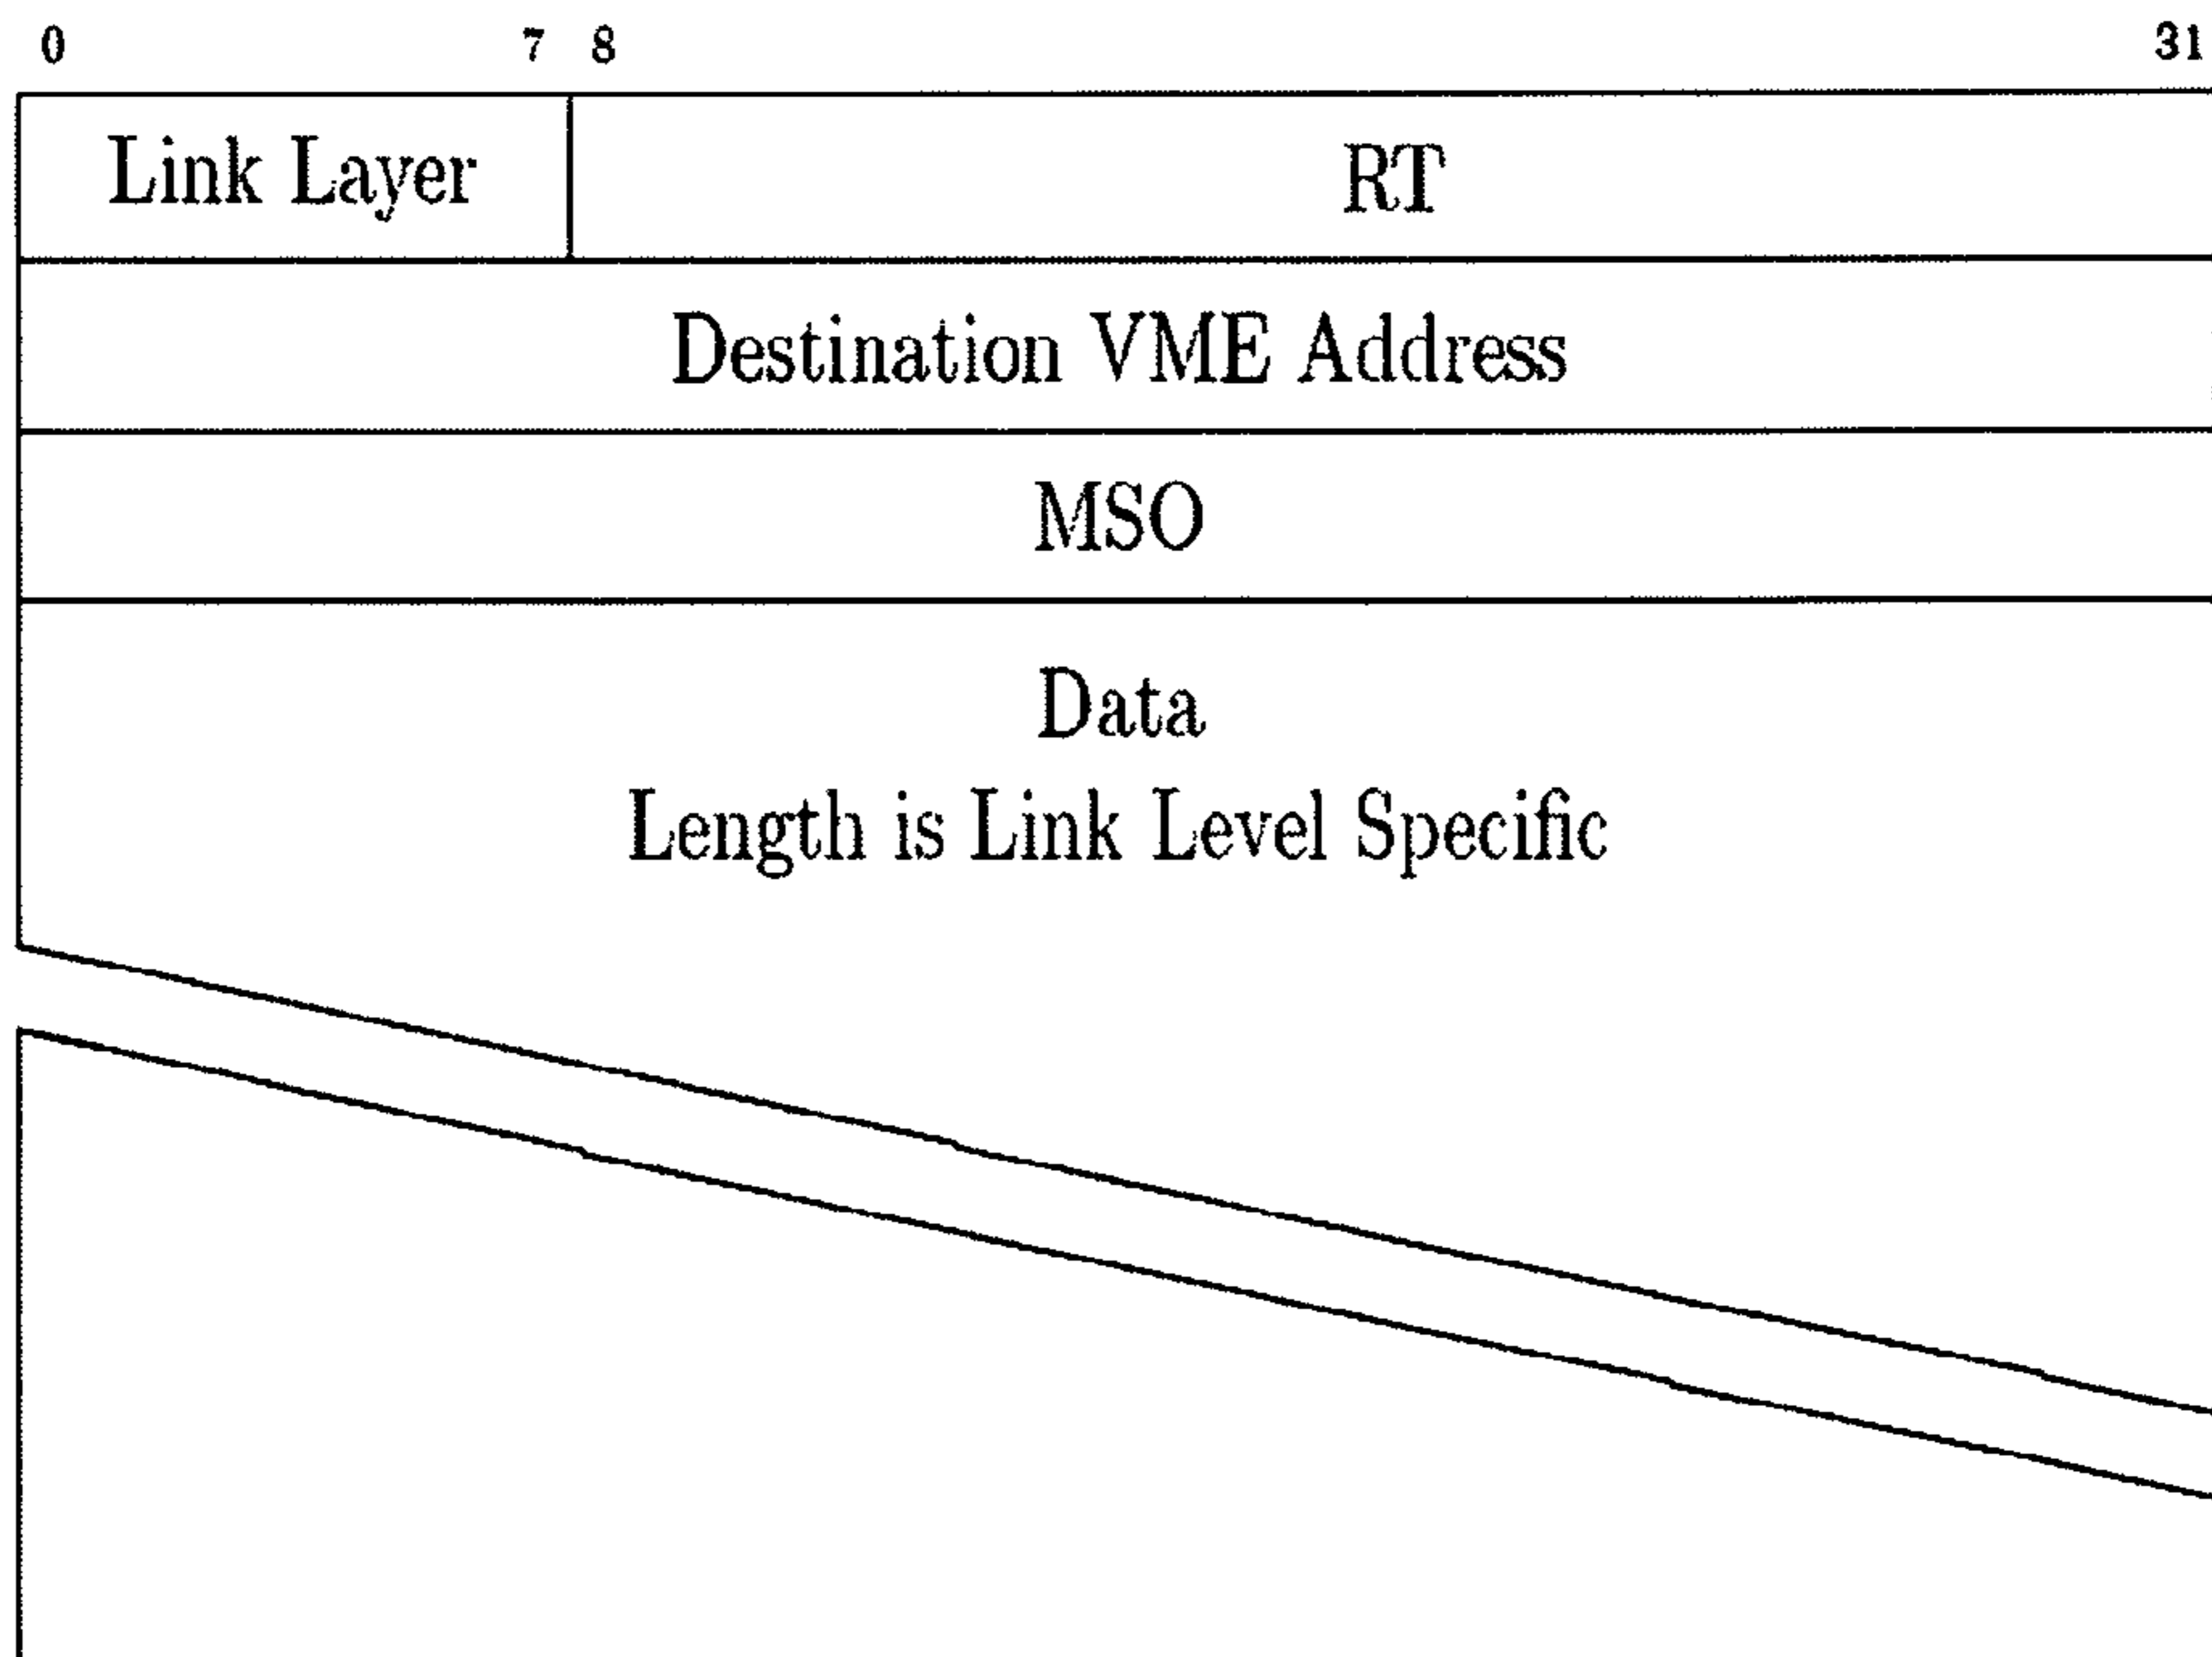 0 7 8 31
Link Layer RT
Destination VME Address
MSO
Data
Length is Link Level Specific